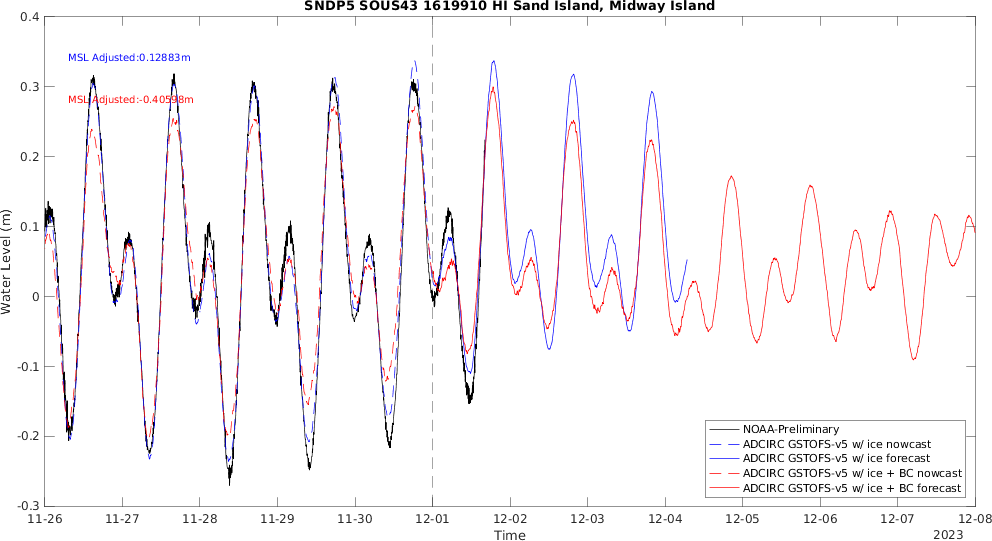 SNDP5 SOUS43 1619910 HI Sand Island, Midway Island
MSL Adjusted:0.12883m
MSL Adjusted:-0.40598m
Water Level (m)
0.4
0.3
0.2
0.1
0
-0.1
-0.2
-0.3
NOAA-Preliminary
ADCIRC GSTOFS-v5 w/ ice nowcast
ADCIRC GSTOFS-v5 w/ ice forecast
ADCIRC GSTOFS-v5 w/ ice + BC nowcast
ADCIRC GSTOFS-v5 w/ ice + BC forecast
11-26 11-27 11-28 11-29 11-30 12-01 12-02 12-03 12-04 12-05 12-06 12-07 12-08
Time
2023